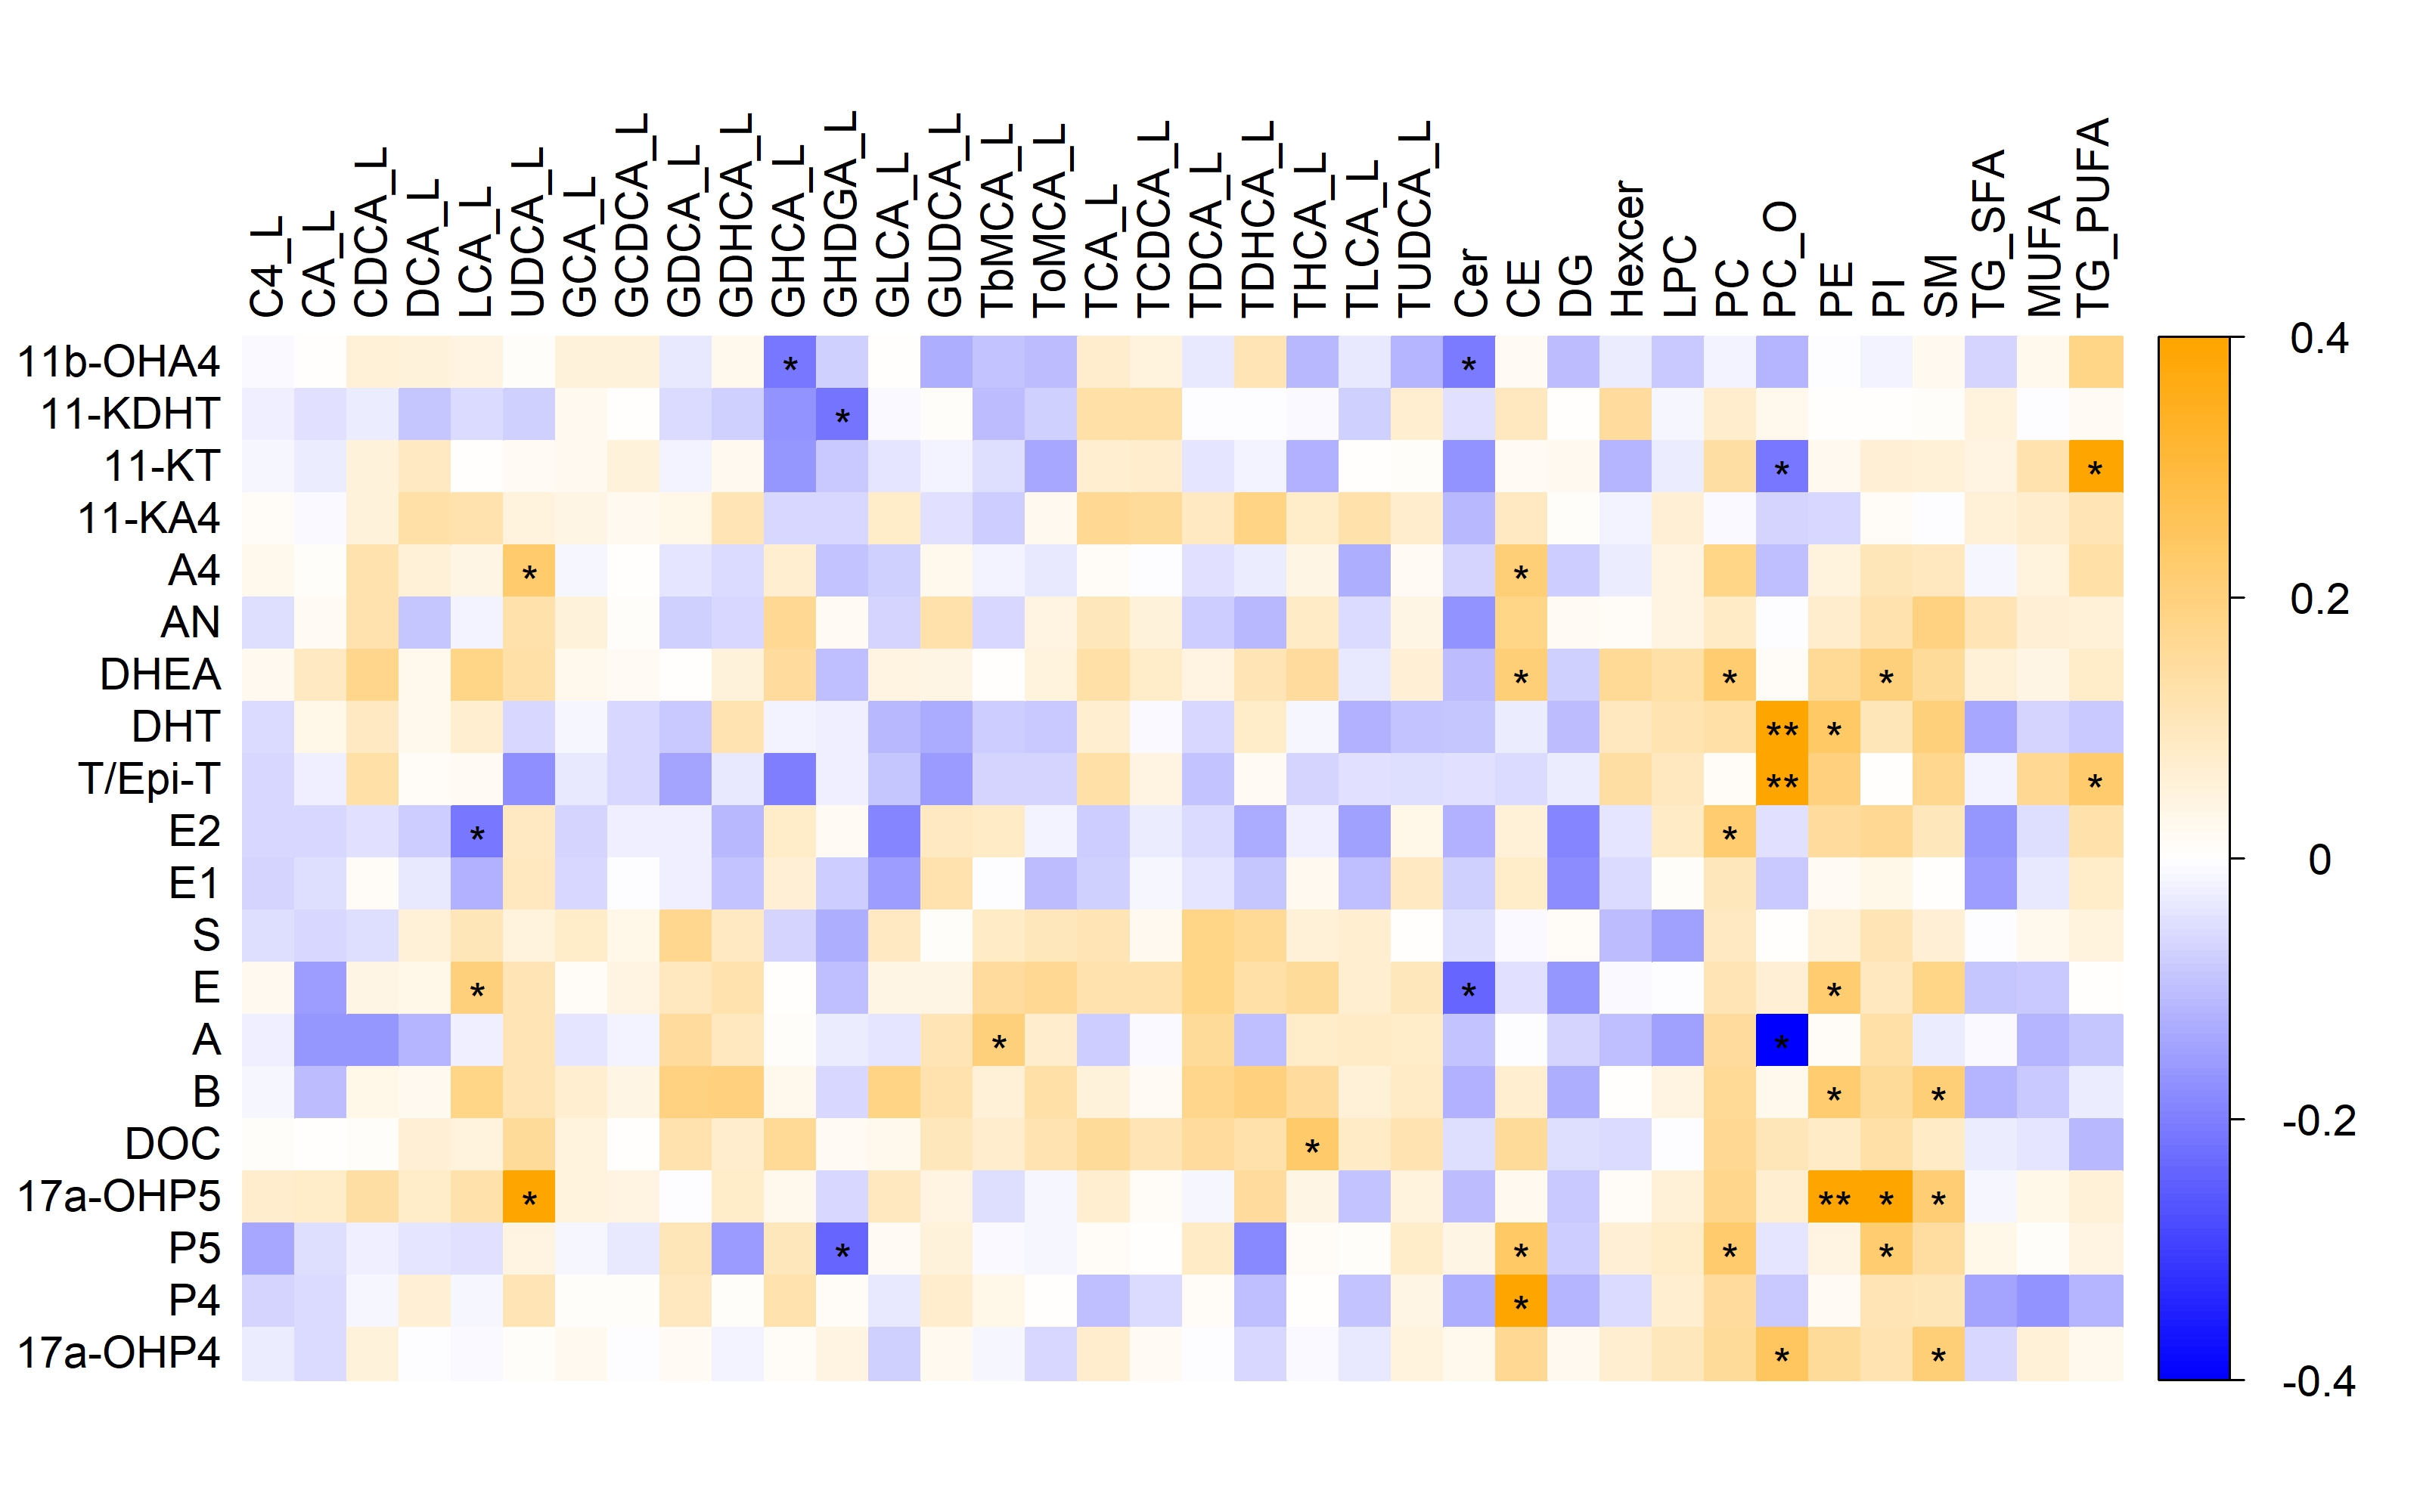 C4_L
CA_L
CDCA_L
DCA_L
LCA_L
UDCA_L
GCA_L
GCDCA_L
GDCA_L
GDHCA_L
GHCA_L
GHDGA_L
GLCA_L
GUDCA_L
TbMCA_L
ToMCA_L
TCA_L
TCDCA_L
TDCA_L
TDHCA_L
THCA_L
TLCA_L
TUDCA_L
Cer
CE
DG
Hexcer
LPC
PC
PC_O
PE
PI
SM
TG_SFA
MUFA
TG_PUFA
11b-OHA4 * *
11-KDHT *
11-KT * *
11-KA4
A4 * *
AN
DHEA * * *
DHT ** *
T/Epi-T ** *
E2 * *
E1
S
E * * *
A * *
B * *
DOC *
17a-OHP5 * ** * *
P5 * * * *
P4 *
17a-OHP4 * *
0.4
0.2
0
-0.2
-0.4